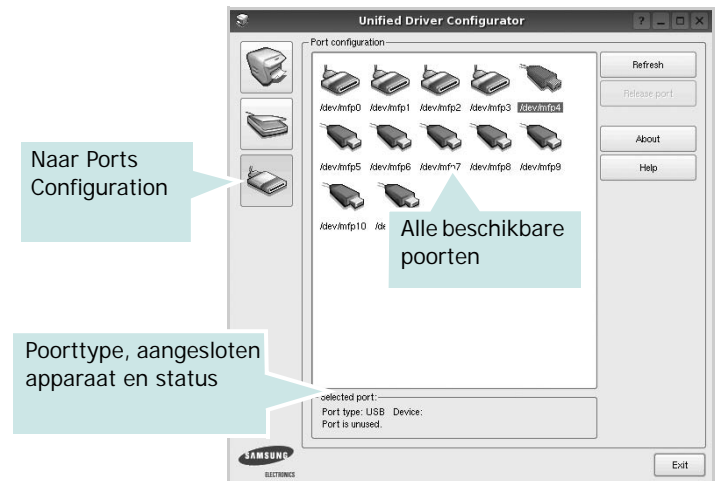 Unified Driver Configurator
Port configuration
/dev/mfp0 /dev/mfp1 /dev/mfp2 /dev/mfp3 /dev/mfp4
/dev/mfp5 /dev/mfp6 /dev/mfp7 /dev/mfp8 /dev/mfp9
/dev/mfp10
Refresh
Release port
About
Help
Naar Ports
Configuration
Alle beschikbare
poorten
Poorttype, aangesloten
apparaat en status
Selected port:
Port type: USB Device:
Port is unused.
SAMSUNG
ELECTRONICS
Exit